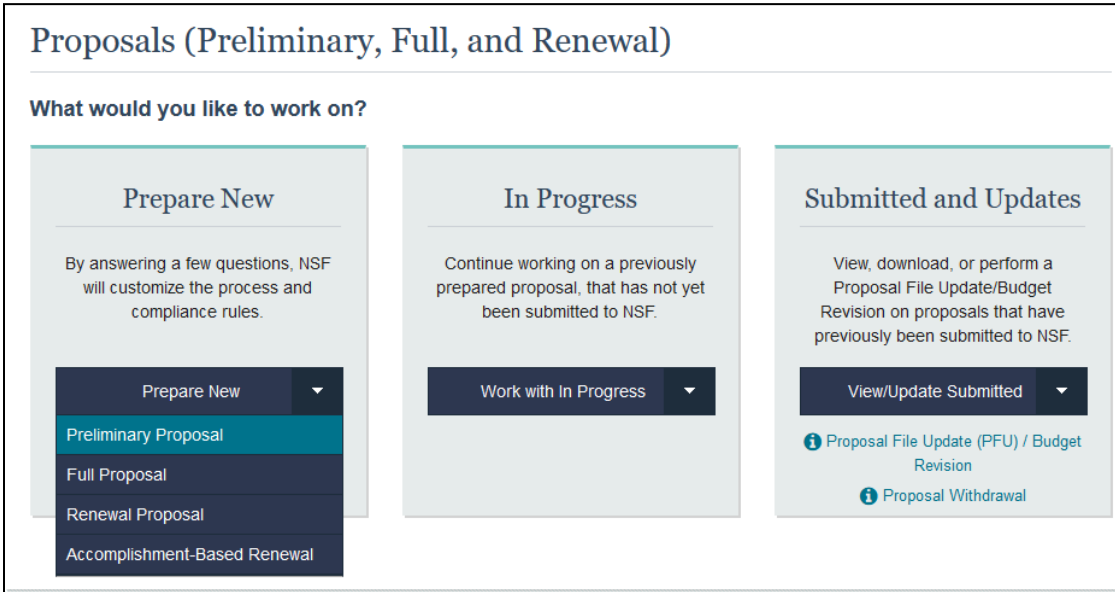 Proposals (Preliminary, Full, and Renewal)
What would you like to work on?
Prepare New
By answering a few questions, NSF
will customize the process and
compliance rules.
Prepare New
Preliminary Proposal
Full Proposal
Renewal Proposal
Accomplishment-Based Renewal
In Progress
Continue working on a previously
prepared proposal, that has not yet
been submitted to NSF.
Work with In Progress
Submitted and Updates
View, download, or perform a
Proposal File Update/Budget
Revision on proposals that have
previously been submitted to NSF.
View/Update Submitted
Proposal File Update (PFU) / Budget
Revision
Proposal Withdrawal